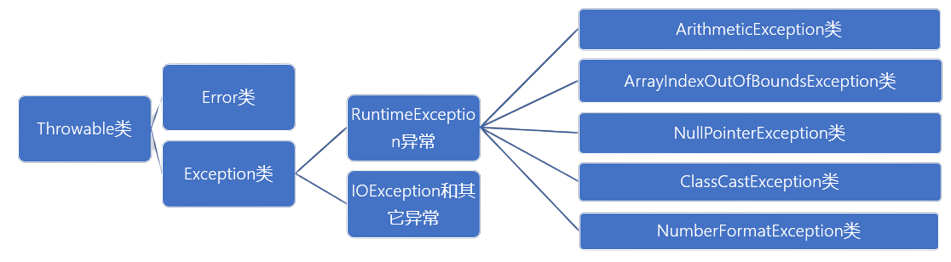 Throwable类
Error类
Exception类
RuntimeExceptio
n异常
IOException和其
它异常
ArithmeticException类
ArrayIndexOutOfBoundsException类
NullPointerException类
ClassCastException类
NumberFormatException类